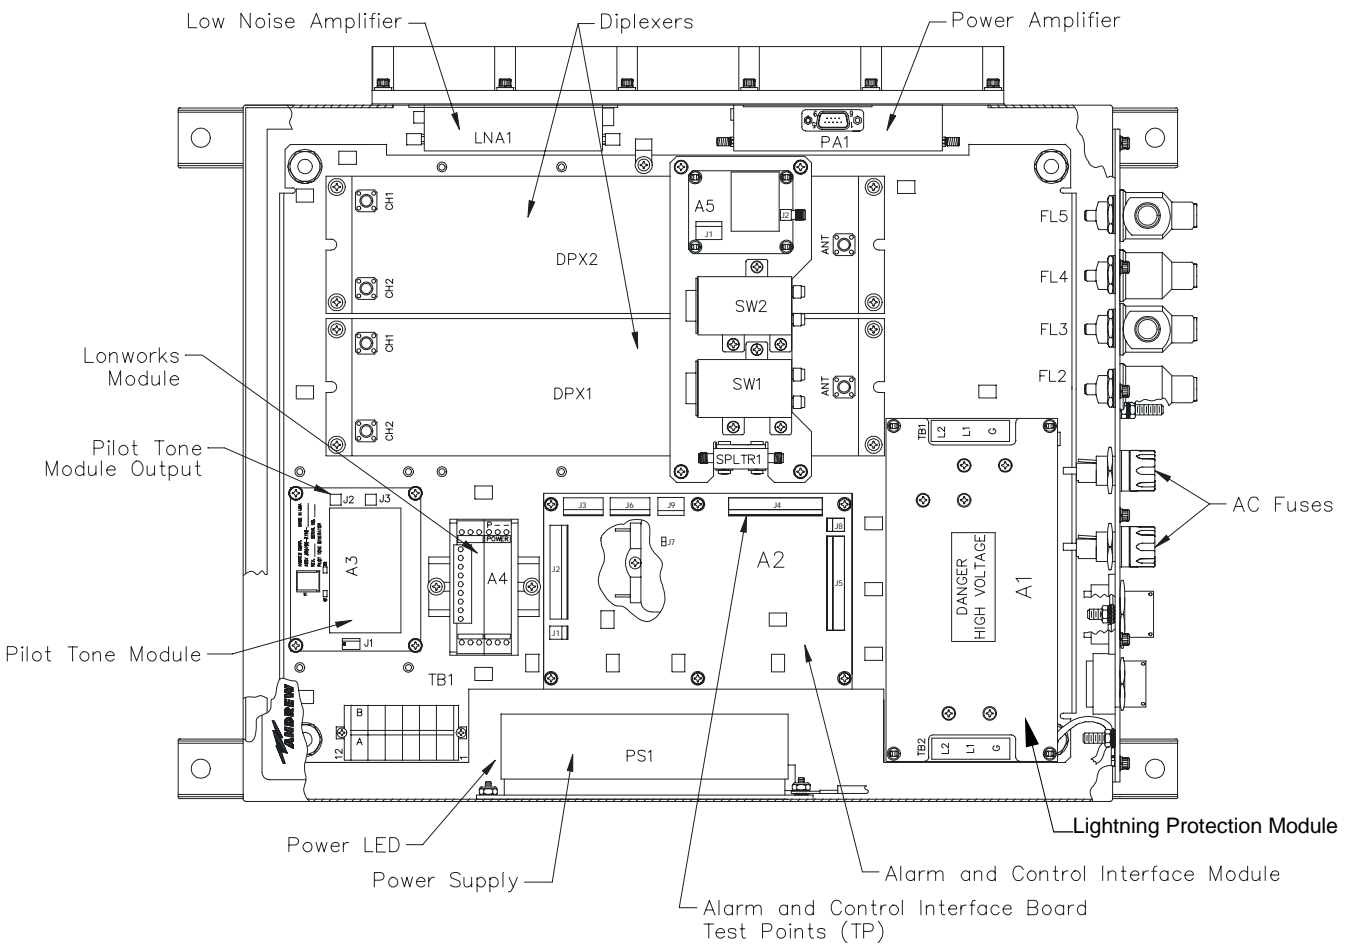 Low Noise Amplifier
Diplexers
Power Amplifier
LNA1
PA1
CH1
CH2
DPX2
A5
J1
J2
ANT
SW2
FL5
FL4
FL3
FL2
Lonworks
Module
CH1
CH2
DPX1
SW1
ANT
SPLTR1
TB1
L2
L1
G
Pilot Tone
Module Output
J2
J3
A3
J1
P
POWER
A4
J3
J6
J9
J4
J7
J8
J2
J5
J1
A2
DANGER
HIGH VOLTAGE
A1
AC Fuses
Pilot Tone Module
TB1
ANDREW
B
A
12
1
PS1
TB2
L2
L1
G
Power LED
Power Supply
Lightning Protection Module
Alarm and Control Interface Module
Alarm and Control Interface Board
Test Points (TP)